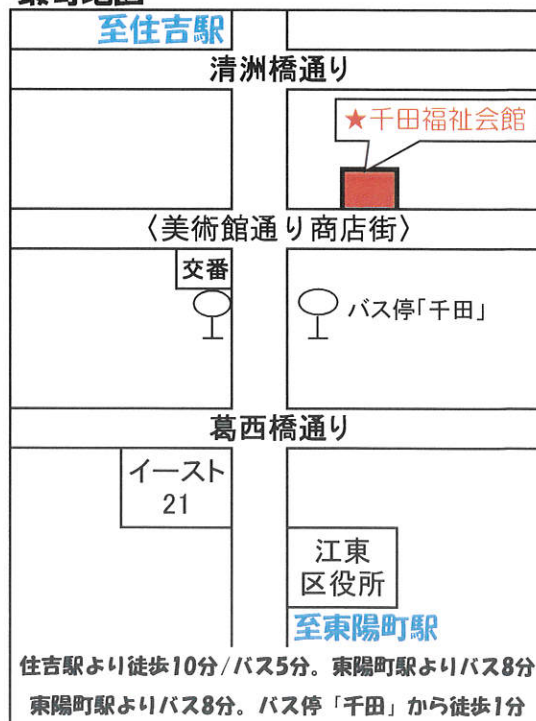 至住吉駅
清洲橋通り
★千田福祉会館
〈美術館通り商店街〉
交番
バス停「千田」
葛西橋通り
イースト
21
江東
区役所
至東陽町駅
住吉駅より徒歩10分/バス5分。東陽町駅よりバス8分
東陽町駅よりバス8分。バス停「千田」から徒歩1分